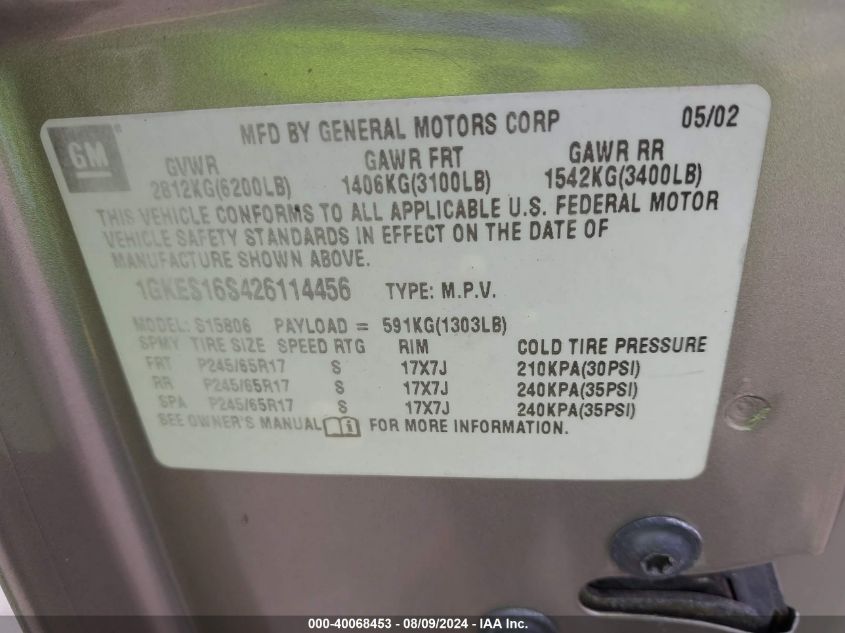 GM
MFD BY GENERAL MOTORS CORP 05/02
GVWR GAWR FRT GAWR RR
2812KG(6200LB) 1406KG(3100LB) 1542KG(3400LB)
THIS VEHICLE CONFORMS TO ALL APPLICABLE U.S. FEDERAL MOTOR
VEHICLE SAFETY STANDARDS IN EFFECT ON THE DATE OF
MANUFACTURE SHOWN ABOVE.
1GKES16S426114456 TYPE: M.P.V.
MODEL: S15806 PAYLOAD = 591KG(1303LB)
SPMY TIRE SIZE SPEED RTG RIM COLD TIRE PRESSURE
FRT P245/65R17 S 17X7J 210KPA(30PSI)
RR P245/65R17 S 17X7J 240KPA(35PSI)
SPA P245/65R17 S 17X7J 240KPA(35PSI)
SEE OWNER'S MANUAL FOR MORE INFORMATION.
000-40068453 - 08/09/2024 - IAA Inc.